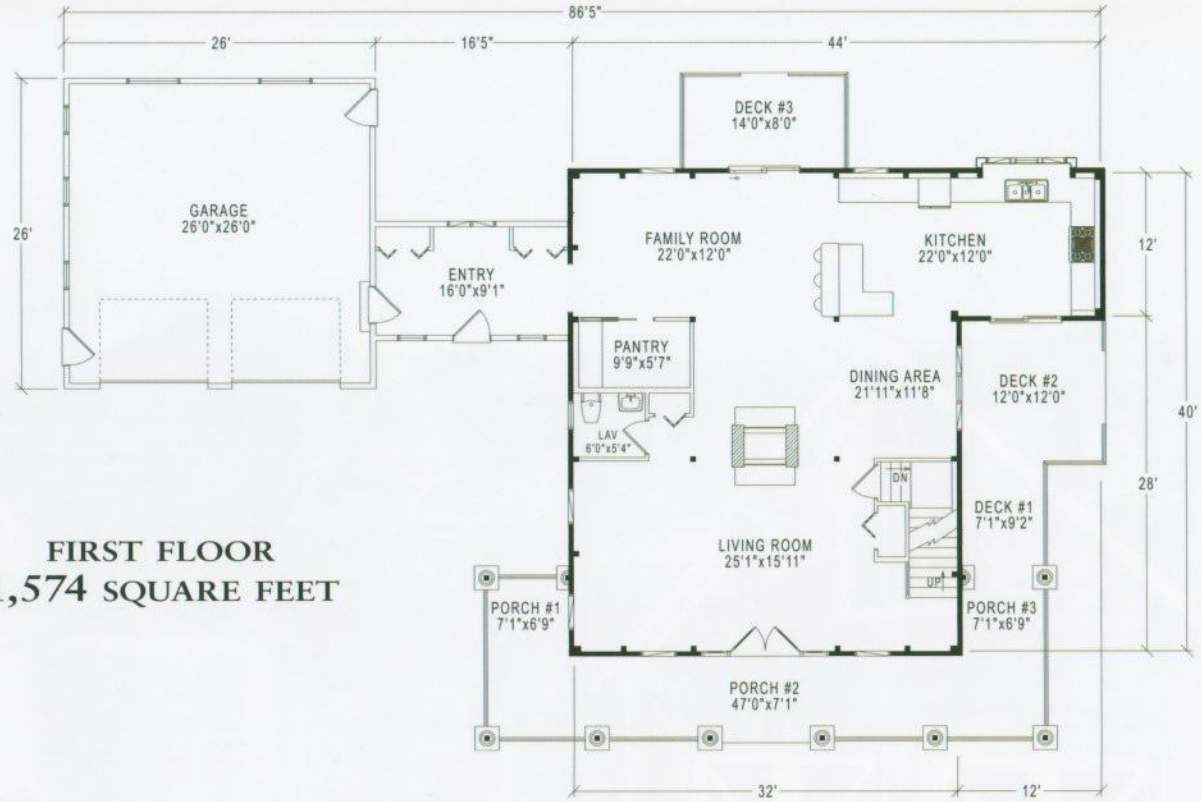 86'5"
26'
16'5"
44'
DECK #3
14'0"x8'0"
26'
GARAGE
26'0"x26'0"
ENTRY
16'0"x9'1"
FAMILY ROOM
22'0"x12'0"
KITCHEN
22'0"x12'0"
12'
PANTRY
9'9"x5'7"
DINING AREA
21'11"x11'8"
DECK #2
12'0"x12'0"
40'
LAV
6'0"x5'4"
DN
28'
DECK #1
7'1"x9'2"
LIVING ROOM
25'1"x15'11"
UP
FIRST FLOOR
1,574 SQUARE FEET
PORCH #1
7'1"x6'9"
PORCH #3
7'1"x6'9"
PORCH #2
47'0"x7'1"
32'
12'